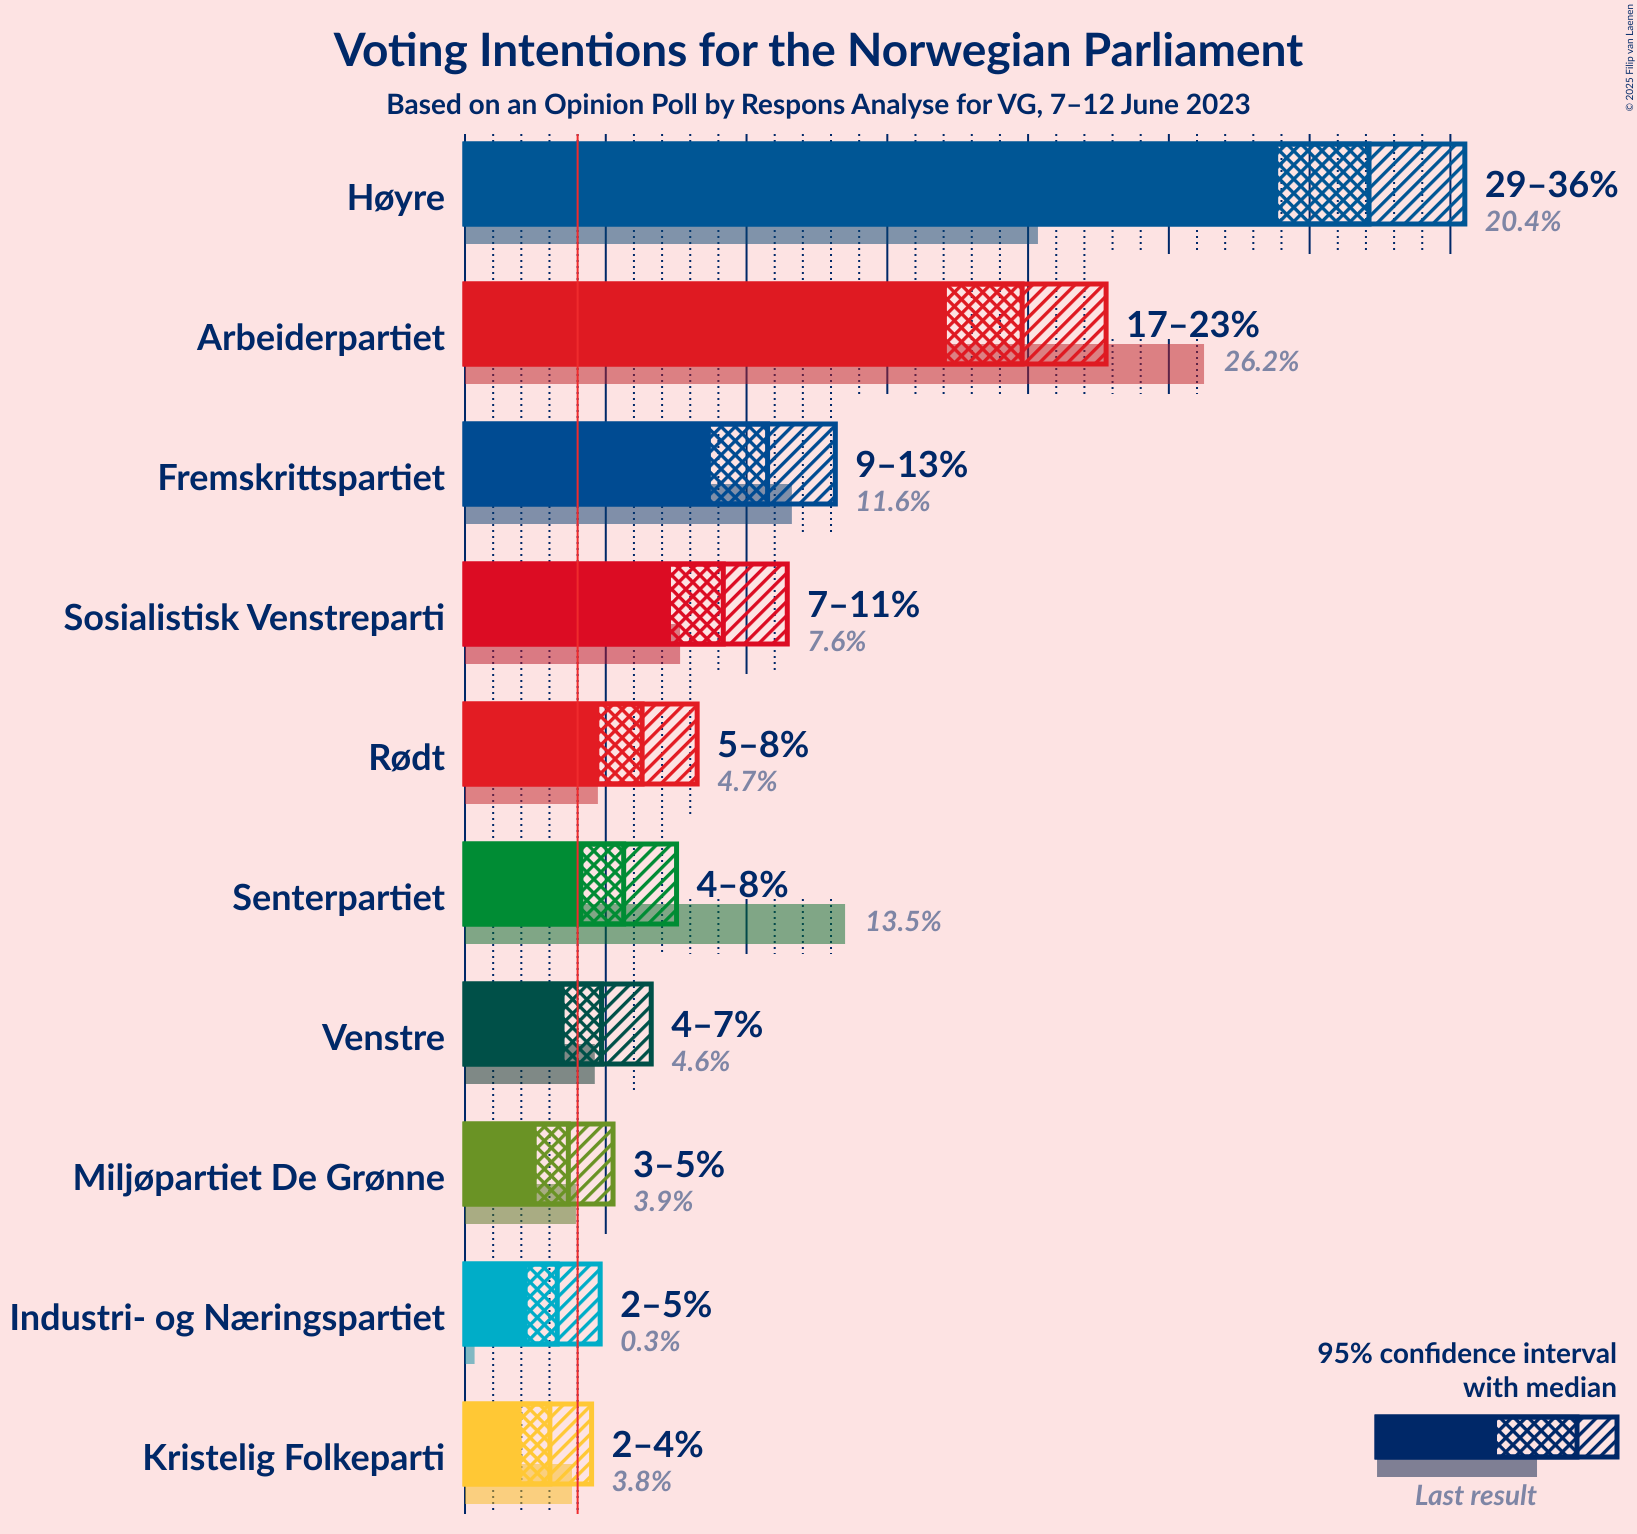 Voting Intentions for the Norwegian Parliament
Based on an Opinion Poll by Respons Analyse for VG, 7–12 June 2023
© 2025 Filip van Laenen
Høyre
29–36%
20.4%
Arbeiderpartiet
17–23%
26.2%
Fremskrittspartiet
9–13%
11.6%
Sosialistisk Venstreparti
7–11%
7.6%
Rødt
5–8%
4.7%
Senterpartiet
4–8%
13.5%
Venstre
4–7%
4.6%
Miljøpartiet De Grønne
3–5%
3.9%
Industri- og Næringspartiet
2–5%
0.3%
Kristelig Folkeparti
2–4%
3.8%
95% confidence interval
with median
Last result